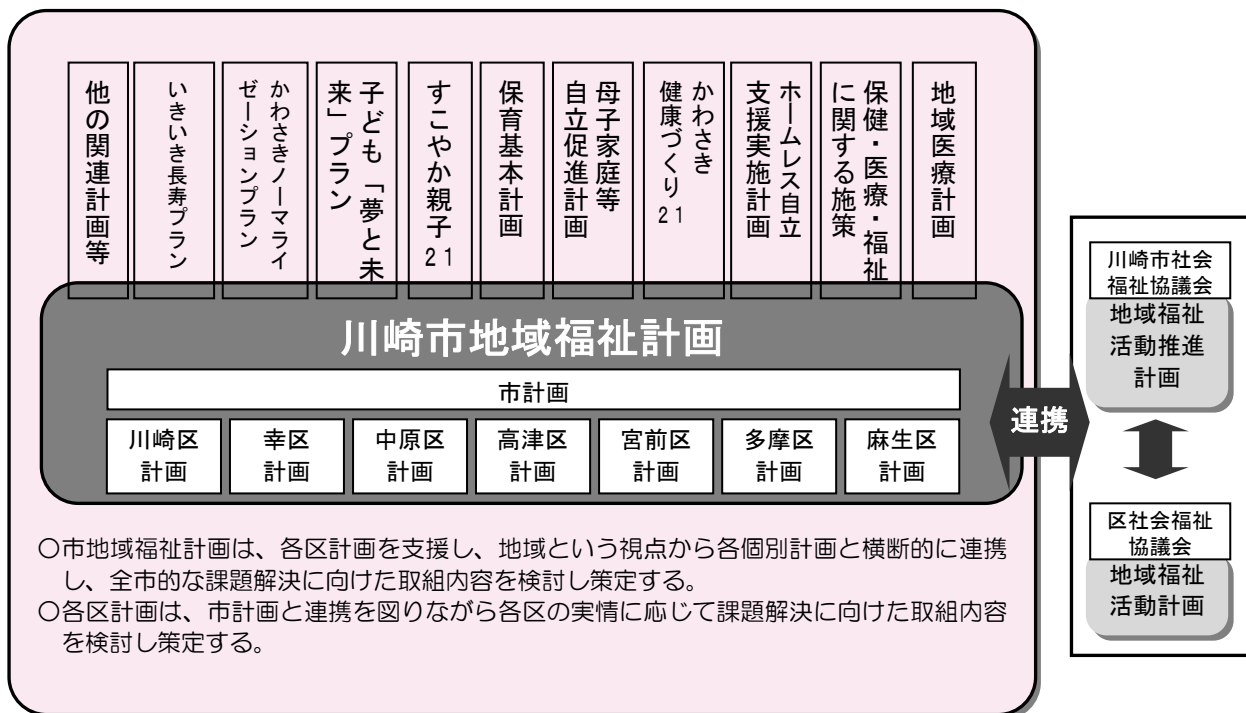 他の関連計画等
いきいき長寿プラン
かわさきノーマライ
ゼーションプラン
子ども「夢と未
来」プラン
すこやか親子21
保育基本計画
母子家庭等
自立促進計画
かわさき
健康づくり21
ホームレス自立
支援実施計画
保健・医療・福祉
に関する施策
地域医療計画
川崎市地域福祉計画
市計画
川崎区
計画
幸区
計画
中原区
計画
高津区
計画
宮前区
計画
多摩区
計画
麻生区
計画
連携
川崎市社会
福祉協議会
地域福祉
活動推進
計画
区社会福祉
協議会
地域福祉
活動計画
○市地域福祉計画は、各区計画を支援し、地域という視点から各個別計画と横断的に連携
し、全市的な課題解決に向けた取組内容を検討し策定する。
○各区計画は、市計画と連携を図りながら各区の実情に応じて課題解決に向けた取組内容
を検討し策定する。